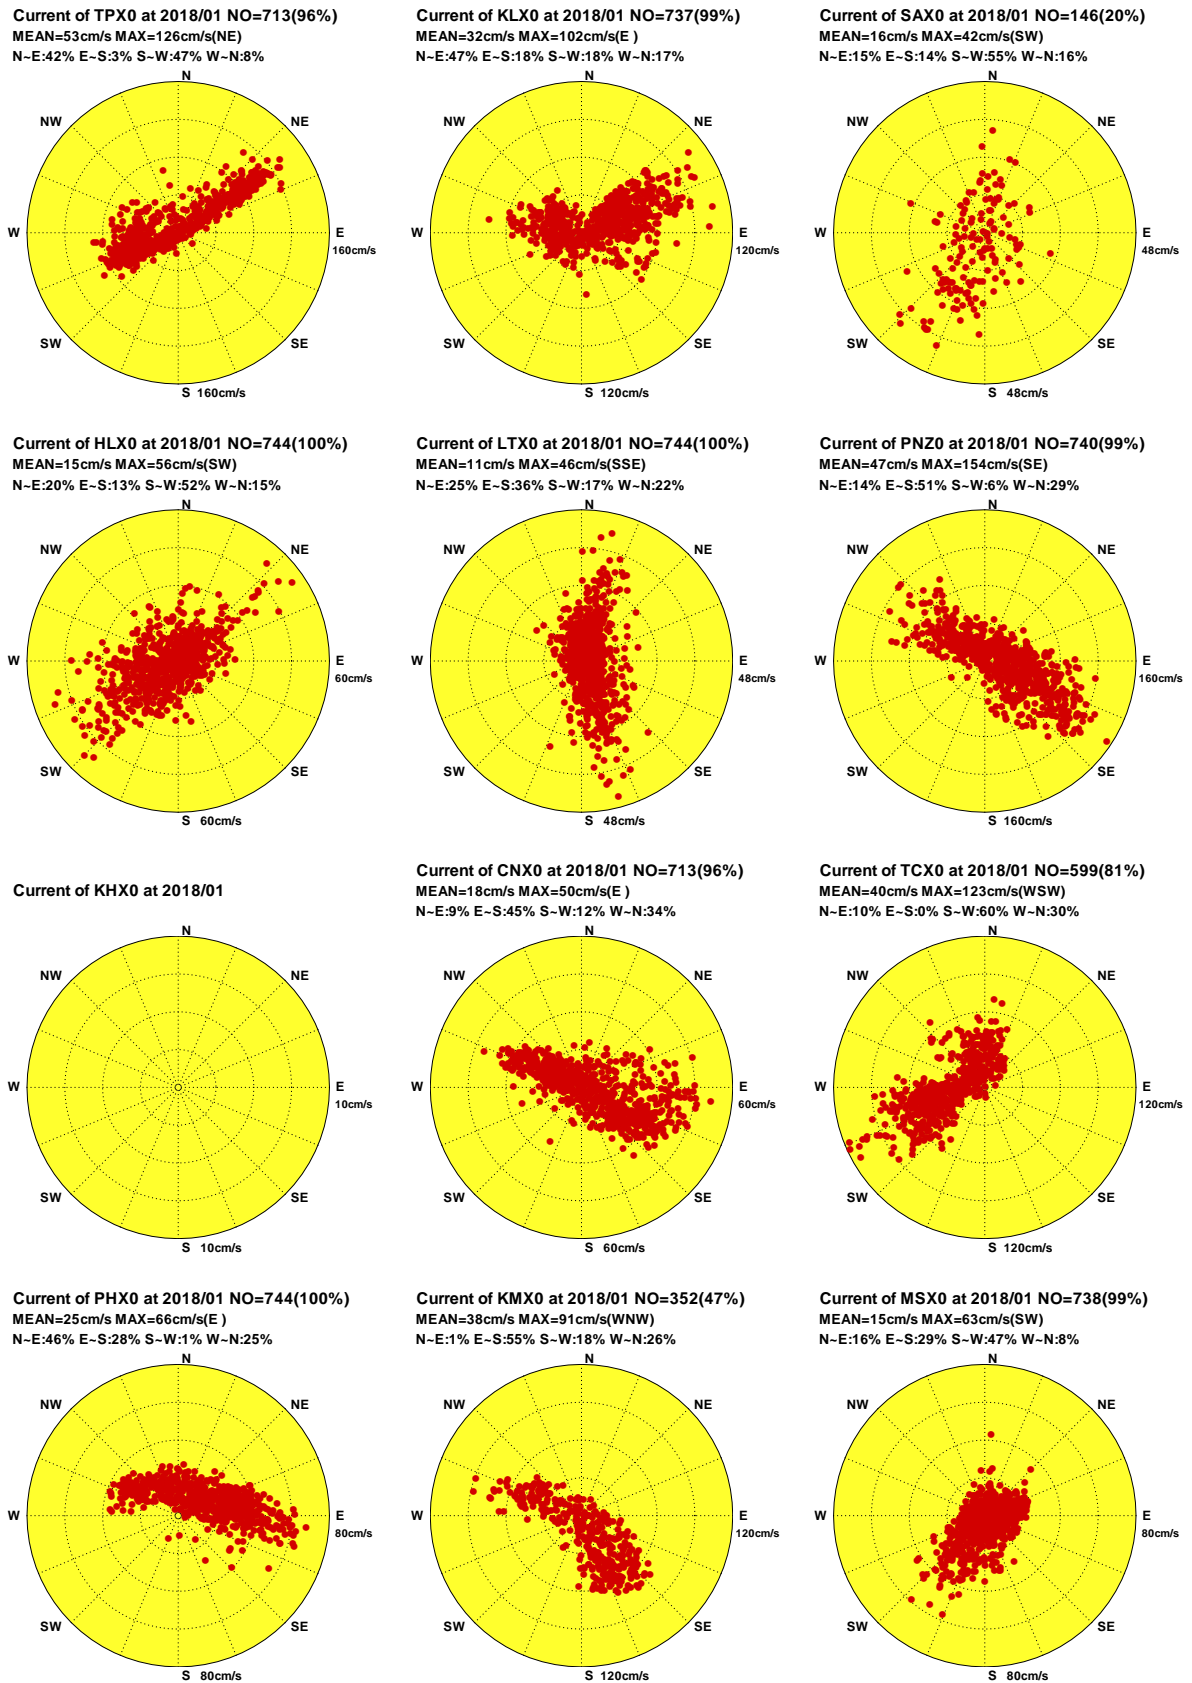 Current of TPX0 at 2018/01 NO=713(96%)
MEAN=53cm/s MAX=126cm/s(NE)
N~E:42% E~S:3% S~W:47% W~N:8%
N
NW
NE
W
E
160cm/s
SW
SE
S 160cm/s
Current of KLX0 at 2018/01 NO=737(99%)
MEAN=32cm/s MAX=102cm/s(E )
N~E:47% E~S:18% S~W:18% W~N:17%
N
NW
NE
W
E
120cm/s
SW
SE
S 120cm/s
Current of SAX0 at 2018/01 NO=146(20%)
MEAN=16cm/s MAX=42cm/s(SW)
N~E:15% E~S:14% S~W:55% W~N:16%
N
NW
NE
W
E
48cm/s
SW
SE
S 48cm/s
Current of HLX0 at 2018/01 NO=744(100%)
MEAN=15cm/s MAX=56cm/s(SW)
N~E:20% E~S:13% S~W:52% W~N:15%
N
NW
NE
W
E
60cm/s
SW
SE
S 60cm/s
Current of LTX0 at 2018/01 NO=744(100%)
MEAN=11cm/s MAX=46cm/s(SSE)
N~E:25% E~S:36% S~W:17% W~N:22%
N
NW
NE
W
E
48cm/s
SW
SE
S 48cm/s
Current of PNZ0 at 2018/01 NO=740(99%)
MEAN=47cm/s MAX=154cm/s(SE)
N~E:14% E~S:51% S~W:6% W~N:29%
N
NW
NE
W
E
160cm/s
SW
SE
S 160cm/s
Current of KHX0 at 2018/01
N
NW
NE
W
E
10cm/s
SW
SE
S 10cm/s
Current of CNX0 at 2018/01 NO=713(96%)
MEAN=18cm/s MAX=50cm/s(E )
N~E:9% E~S:45% S~W:12% W~N:34%
N
NW
NE
W
E
60cm/s
SW
SE
S 60cm/s
Current of TCX0 at 2018/01 NO=599(81%)
MEAN=40cm/s MAX=123cm/s(WSW)
N~E:10% E~S:0% S~W:60% W~N:30%
N
NW
NE
W
E
120cm/s
SW
SE
S 120cm/s
Current of PHX0 at 2018/01 NO=744(100%)
MEAN=25cm/s MAX=66cm/s(E )
N~E:46% E~S:28% S~W:1% W~N:25%
N
NW
NE
W
E
80cm/s
SW
SE
S 80cm/s
Current of KMX0 at 2018/01 NO=352(47%)
MEAN=38cm/s MAX=91cm/s(WNW)
N~E:1% E~S:55% S~W:18% W~N:26%
N
NW
NE
W
E
120cm/s
SW
SE
S 120cm/s
Current of MSX0 at 2018/01 NO=738(99%)
MEAN=15cm/s MAX=63cm/s(SW)
N~E:16% E~S:29% S~W:47% W~N:8%
N
NW
NE
W
E
80cm/s
SW
SE
S 80cm/s